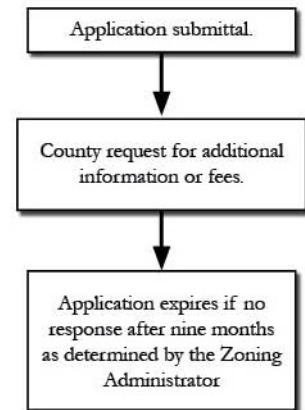 Application submittal.
County request for additional
information or fees.
Application expires if no
response after nine months
as determined by the Zoning
Administrator